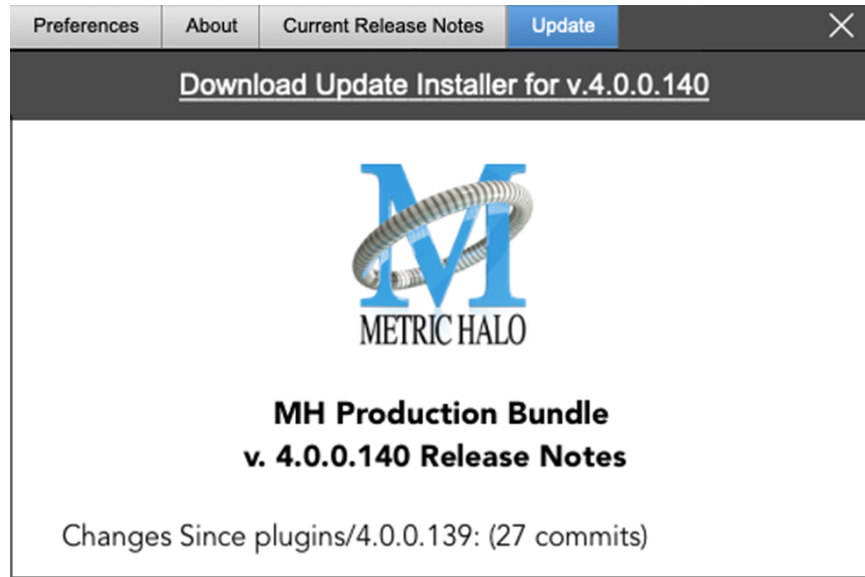 Preferences About Current Release Notes Update
Download Update Installer for v.4.0.0.140
M
METRIC HALO
MH Production Bundle
v. 4.0.0.140 Release Notes
Changes Since plugins/4.0.0.139: (27 commits)